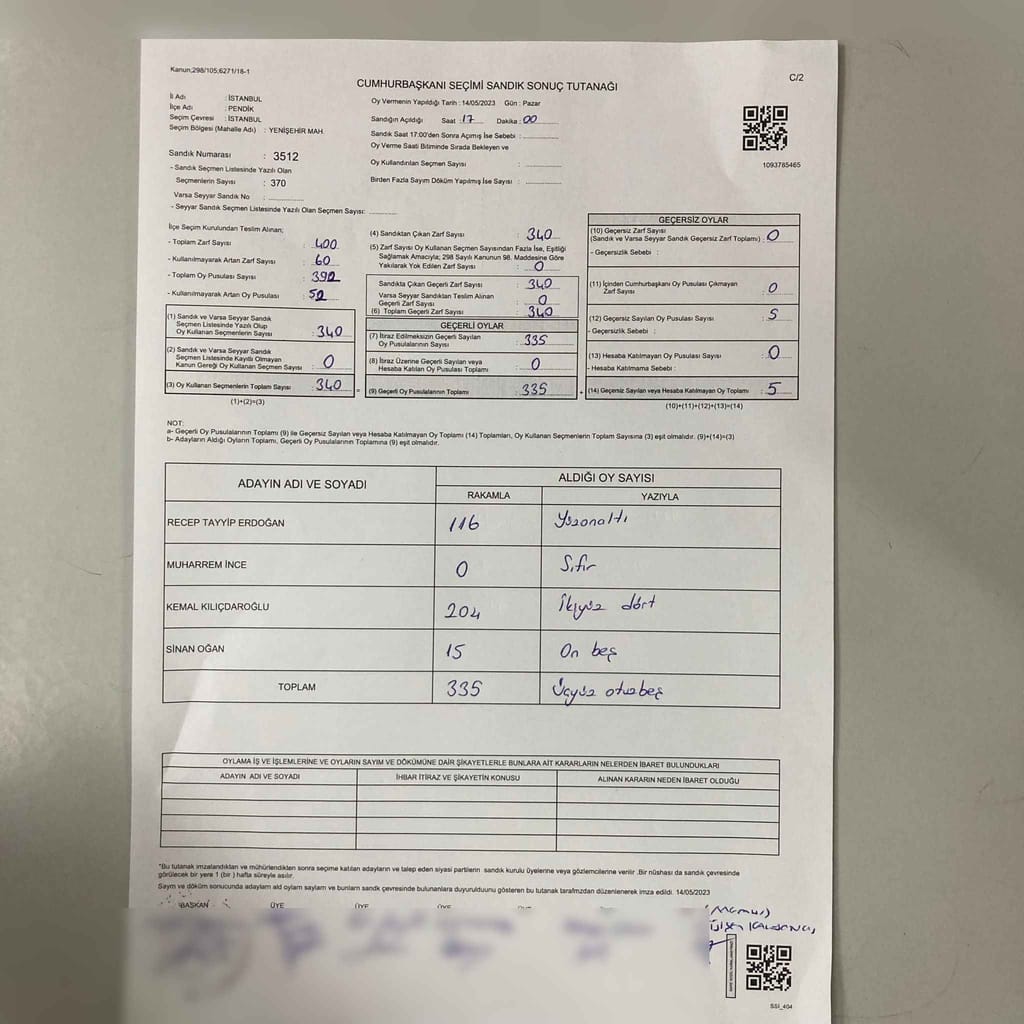 Kanun;298/105;6271/18-1
C/2
CUMHURBAŞKANI SEÇİMİ SANDIK SONUÇ TUTANAĞI
İl Adı : İSTANBUL
İlçe Adı : PENDİK
Seçim Çevresi : İSTANBUL
Seçim Bölgesi (Mahalle Adı) : YENİŞEHİR MAH.
Sandık Numarası : 3512
- Sandık Seçmen Listesinde Yazılı Olan
Seçmenlerin Sayısı : 370
Varsa Seyyar Sandık No :
- Seyyar Sandık Seçmen Listesinde Yazılı Olan Seçmen Sayısı:
Oy Vermenin Yapıldığı Tarih : 14/05/2023 Gün : Pazar
Sandığın Açıldığı Saat : 17 Dakika : 00
Sandık Saat 17:00'den Sonra Açımış İse Sebebi :
Oy Verme Saati Bitiminde Sırada Bekleyen ve
Oy Kullandırılan Seçmen Sayısı :
Birden Fazla Sayım Döküm Yapılmış İse Sayısı :
1093785465
İlçe Seçim Kurulundan Teslim Alınan;
- Toplam Zarf Sayısı : 400
- Kullanılmayarak Artan Zarf Sayısı : 60
- Toplam Oy Pusulası Sayısı : 392
- Kullanılmayarak Artan Oy Pusulası : 52
(1) Sandık ve Varsa Seyyar Sandık
Seçmen Listesinde Yazılı Olup
Oy Kullanan Seçmenlerin Sayısı : 340
(2) Sandık ve Varsa Seyyar Sandık
Seçmen Listesinde Kayıtlı Olmayan
Kanun Gereği Oy Kullanan Seçmen Sayısı : 0
(3) Oy Kullanan Seçmenlerin Toplam Sayısı : 340
(1)+(2)=(3)
=
(4) Sandıktan Çıkan Zarf Sayısı : 340
(5) Zarf Sayısı Oy Kullanan Seçmen Sayısından Fazla İse, Eşitliği
Sağlamak Amacıyla; 298 Sayılı Kanunun 98. Maddesine Göre
Yakılarak Yok Edilen Zarf Sayısı : 0
Sandıkta Çıkan Geçerli Zarf Sayısı : 340
Varsa Seyyar Sandıktan Teslim Alınan
Geçerli Zarf Sayısı : 0
(6) Toplam Geçerli Zarf Sayısı : 340
GEÇERLİ OYLAR
(7) İtiraz Edilmeksizin Geçerli Sayılan
Oy Pusulalarının Sayısı : 335
(8) İtiraz Üzerine Geçerli Sayılan veya
Hesaba Katılan Oy Pusulası Toplamı : 0
(9) Geçerli Oy Pusulalarının Toplamı : 335
+
GEÇERSİZ OYLAR
(10) Geçersiz Zarf Sayısı
(Sandık ve Varsa Seyyar Sandık Geçersiz Zarf Toplamı) : 0
- Geçersizlik Sebebi :
(11) İçinden Cumhurbaşkanı Oy Pusulası Çıkmayan
Zarf Sayısı : 0
(12) Geçersiz Sayılan Oy Pusulası Sayısı : 5
- Geçersizlik Sebebi :
(13) Hesaba Katılmayan Oy Pusulası Sayısı : 0
- Hesaba Katılmama Sebebi :
(14) Geçersiz Sayılan veya Hesaba Katılmayan Oy Toplamı : 5
(10)+(11)+(12)+(13)=(14)
NOT:
a- Geçerli Oy Pusulalarının Toplamı (9) ile Geçersiz Sayılan veya Hesaba Katılmayan Oy Toplamı (14) Toplamları, Oy Kullanan Seçmenlerin Toplam Sayısına (3) eşit olmalıdır. (9)+(14)=(3)
b- Adayların Aldığı Oyların Toplamı, Geçerli Oy Pusulalarının Toplamına (9) eşit olmalıdır.
ADAYIN ADI VE SOYADI
ALDIĞI OY SAYISI
RAKAMLA YAZIYLA
RECEP TAYYİP ERDOĞAN 116 Yüzonaltı
MUHARREM İNCE 0 Sıfır
KEMAL KILIÇDAROĞLU 204 İkiyüz dört
SİNAN OĞAN 15 On beş
TOPLAM 335 Üçyüz otuzbeş
OYLAMA İŞ VE İŞLEMLERİNE VE OYLARIN SAYIM VE DÖKÜMÜNE DAİR ŞİKAYETLERLE BUNLARA AİT KARARLARIN NELERDEN İBARET BULUNDUKLARI
ADAYIN ADI VE SOYADI İHBAR İTİRAZ VE ŞİKAYETİN KONUSU ALINAN KARARIN NEDEN İBARET OLDUĞU
*Bu tutanak imzalandıktan ve mühürlendikten sonra seçime katılan adayların ve talep eden siyasi partilerin sandık kurulu üyelerine veya gözlemcilerine verilir .Bir nüshası da sandık çevresinde
görülecek bir yere 1 (bir ) hafta süreyle asılır.
Sayım ve döküm sonucunda adayların ald oyların sayların ve bunların sandk çevresinde bulunanlara duyurulduunu gösteren bu tutanak tarafmzdan düzenlenerek imza edildi. 14/05/2023
BAŞKAN ÜYE ÜYE ÜYE
(Memur)
SSİ_404